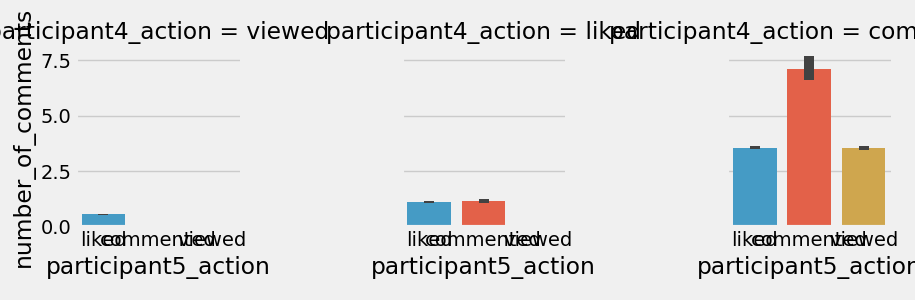 participant4_action = viewed
participant4_action = liked
participant4_action = com
number_of_comments
7.5
5.0
2.5
0.0
liked commented viewed
liked commented viewed
liked commented viewed
participant5_action
participant5_action
participant5_action